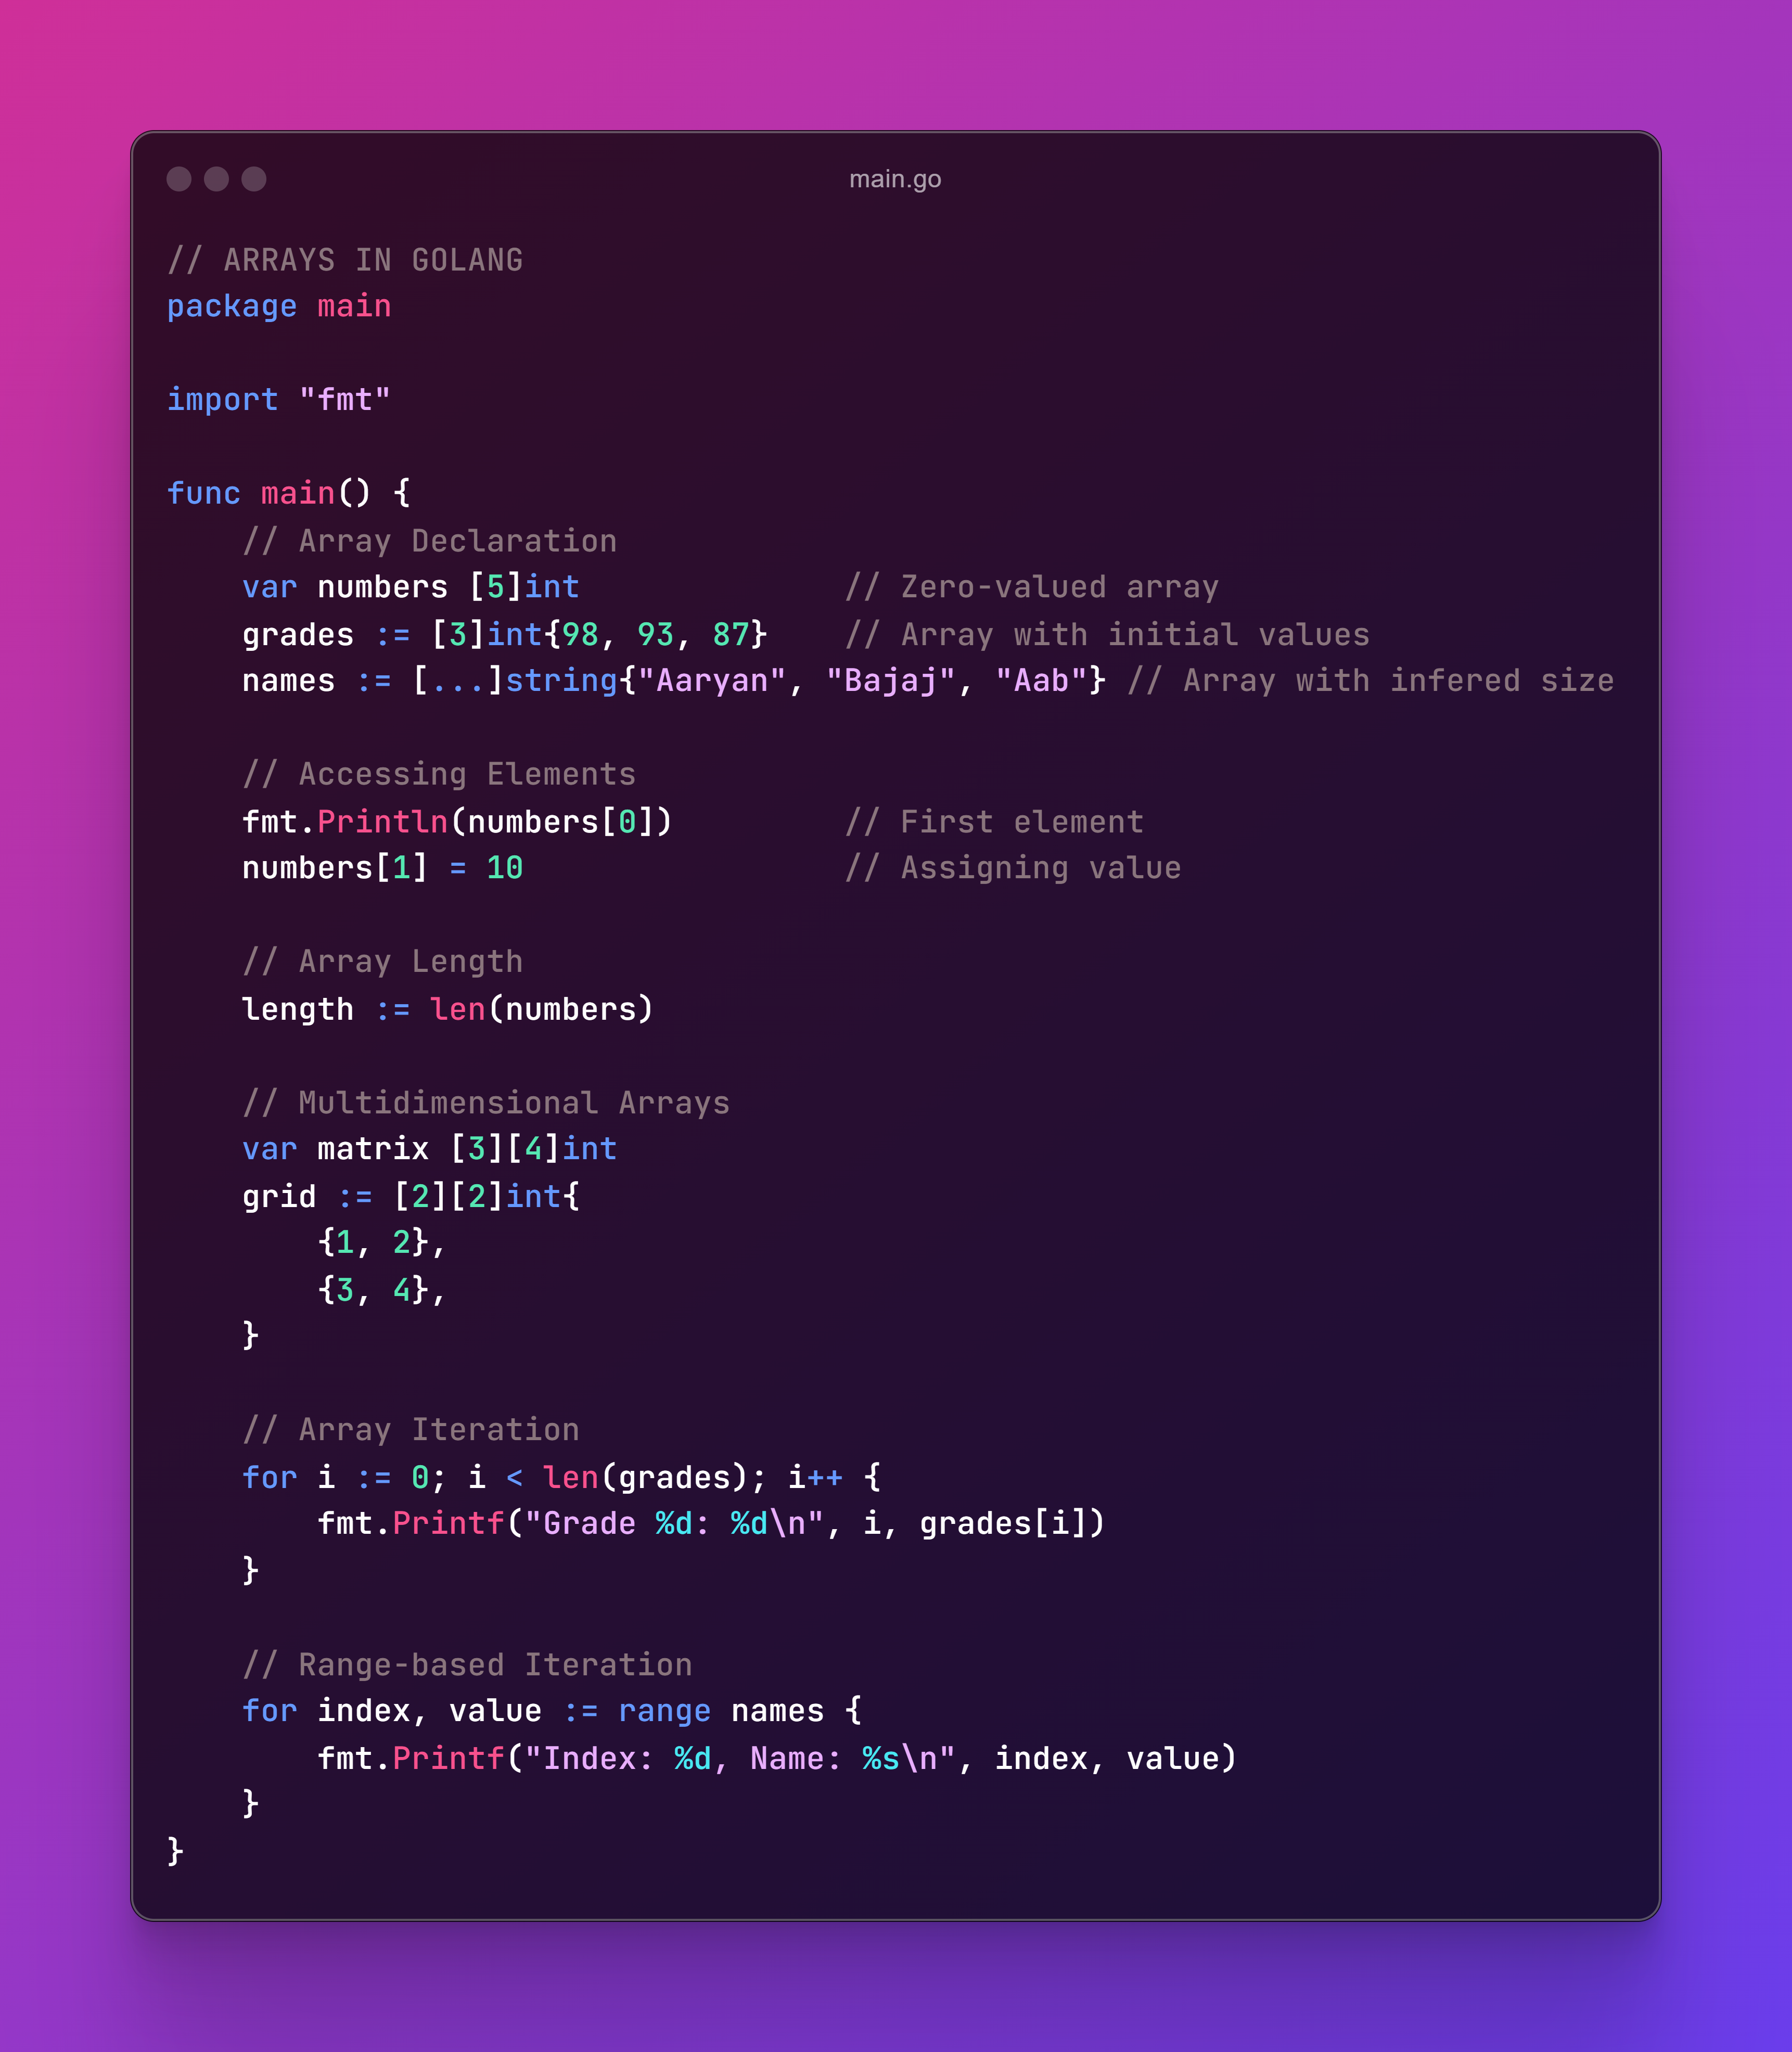 main.go
// ARRAYS IN GOLANG
package main
import "fmt"
func main() {
    // Array Declaration
    var numbers [5]int              // Zero-valued array
    grades := [3]int{98, 93, 87}    // Array with initial values
    names := [...]string{"Aaryan", "Bajaj", "Aab"} // Array with infered size
    // Accessing Elements
    fmt.Println(numbers[0])         // First element
    numbers[1] = 10                 // Assigning value
    // Array Length
    length := len(numbers)
    // Multidimensional Arrays
    var matrix [3][4]int
    grid := [2][2]int{
        {1, 2},
        {3, 4},
    }
    // Array Iteration
    for i := 0; i < len(grades); i++ {
        fmt.Printf("Grade %d: %d\n", i, grades[i])
    }
    // Range-based Iteration
    for index, value := range names {
        fmt.Printf("Index: %d, Name: %s\n", index, value)
    }
}